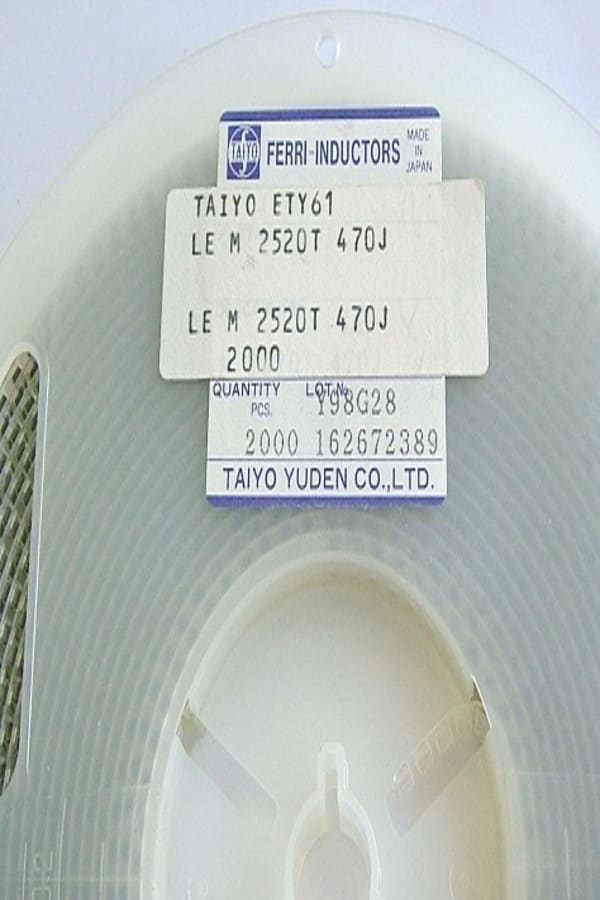 TAIYO FERRI-INDUCTORS
MADE
IN
JAPAN
TAIYO ETY61
LE M 2520T 470J
LE M 2520T 470J
2000
QUANTITY LOT No.
PCS. Y98G28
2000 162672389
TAIYO YUDEN CO.,LTD.